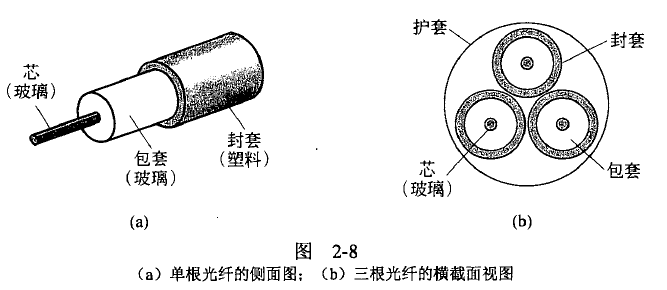 芯
(玻璃)
包套
(玻璃)
封套
(塑料)
(a)
护套
封套
芯
(玻璃)
包套
(b)
图 2-8
(a) 单根光纤的侧面图; (b) 三根光纤的横截面视图